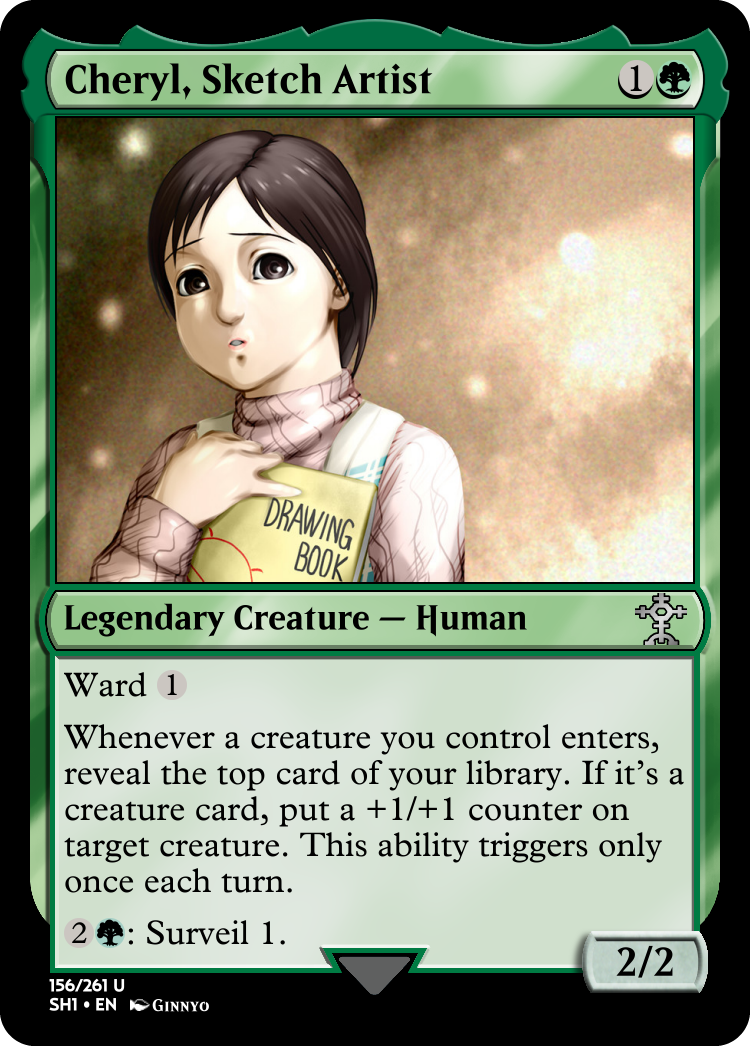 Cheryl, Sketch Artist 1
DRAWING
BOOK
Legendary Creature — Human
Ward 1
Whenever a creature you control enters,
reveal the top card of your library. If it's a
creature card, put a +1/+1 counter on
target creature. This ability triggers only
once each turn.
2 : Surveil 1.
2/2
156/261 U
SH1 • EN Ginnyo